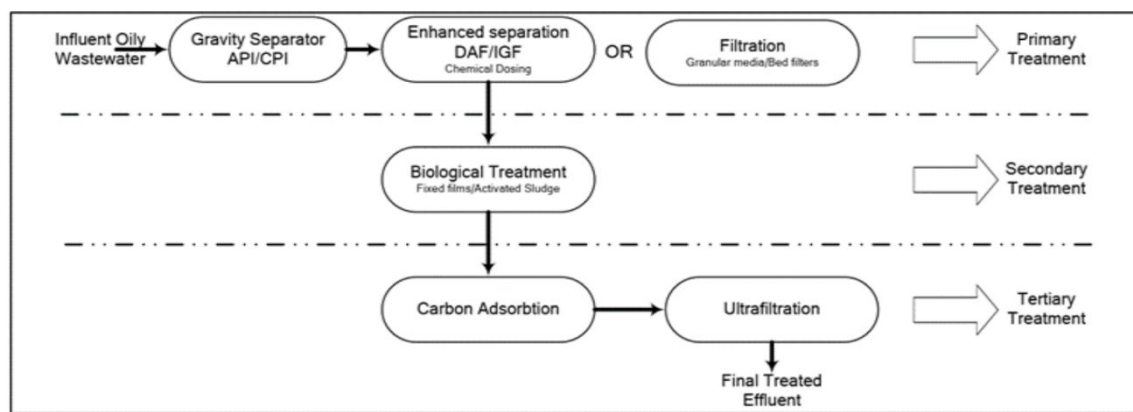 Influent Oily
Wastewater
Gravity Separator
API/CPI
Enhanced separation
DAF/IGF
Chemical Dosing
OR
Filtration
Granular media/Bed filters
Primary
Treatment
Biological Treatment
Fixed films/Activated Sludge
Secondary
Treatment
Carbon Adsorbtion
Ultrafiltration
Tertiary
Treatment
Final Treated
Effluent